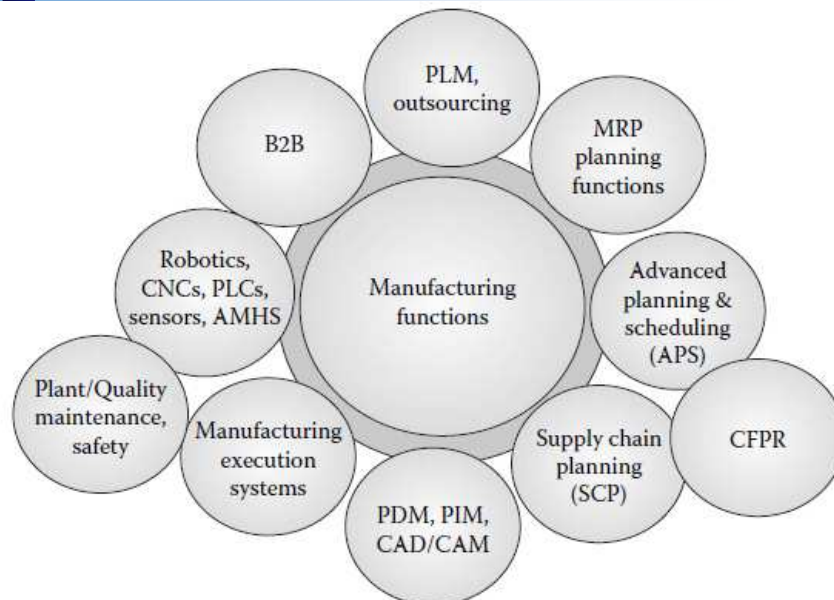 PLM,
outsourcing
B2B
MRP
planning
functions
Robotics,
CNCs, PLCs,
sensors, AMHS
Manufacturing
functions
Advanced
planning &
scheduling
(APS)
Plant/Quality
maintenance,
safety
Manufacturing
execution
systems
PDM, PIM,
CAD/CAM
Supply chain
planning
(SCP)
CFPR